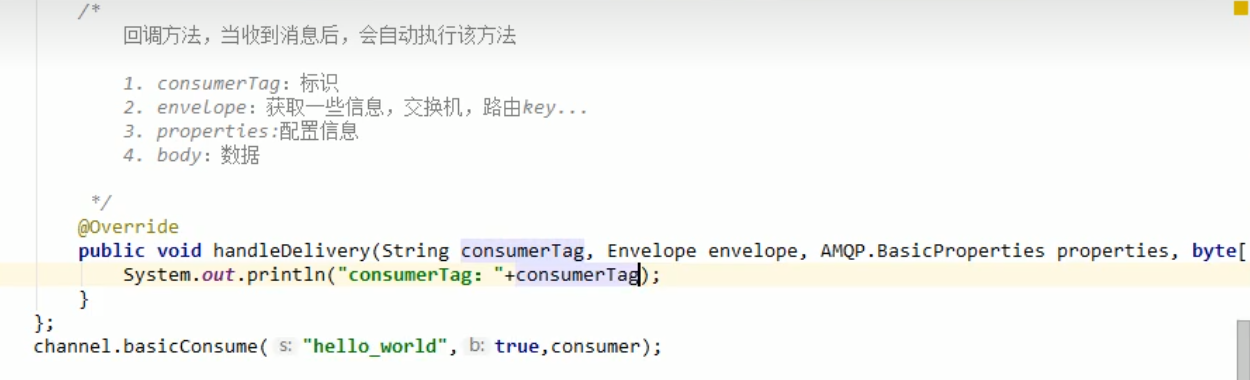 /*
回调方法，当收到消息后，会自动执行该方法
1. consumerTag：标识
2. envelope：获取一些信息，交换机，路由key...
3. properties:配置信息
4. body：数据
*/
@Override
public void handleDelivery(String consumerTag, Envelope envelope, AMQP.BasicProperties properties, byte[
System.out.println("consumerTag："+consumerTag);
}
};
channel.basicConsume( s: "hello_world", b: true,consumer);